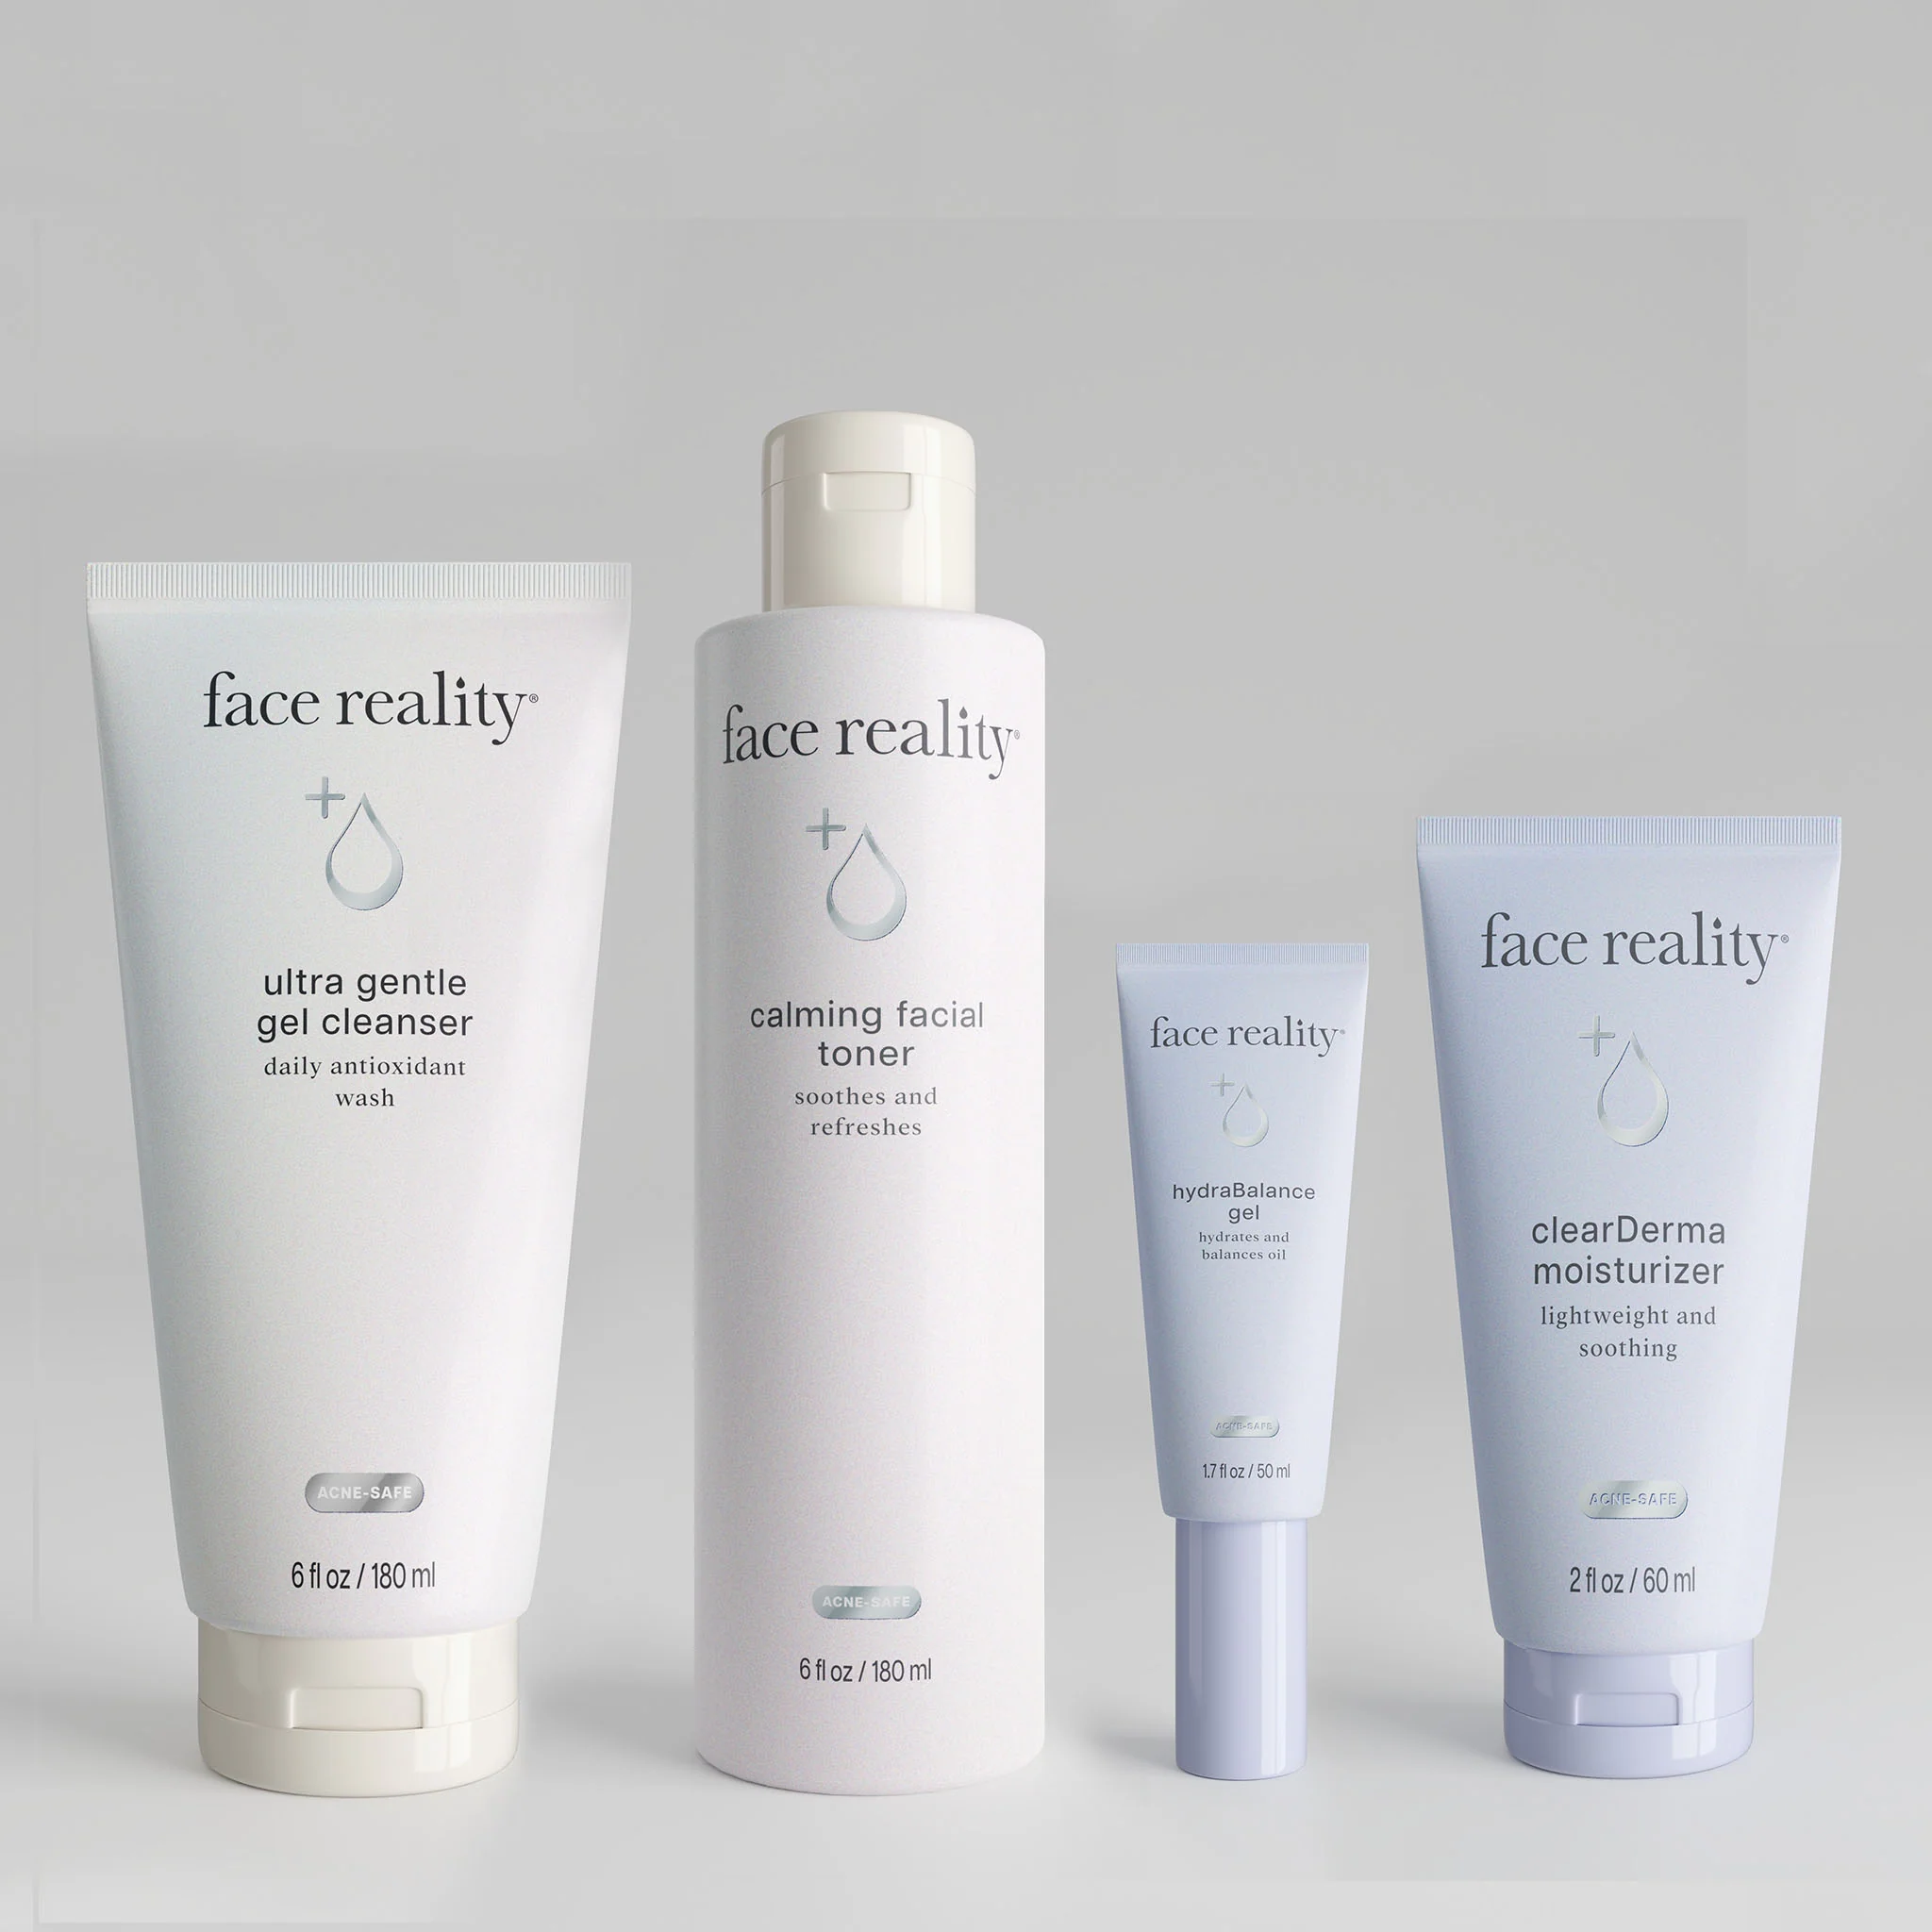 face reality®
ultra gentle
gel cleanser
daily antioxidant
wash
ACNE-SAFE
6 fl oz / 180 ml
face reality®
calming facial
toner
soothes and
refreshes
ACNE-SAFE
6 fl oz / 180 ml
face reality®
hydraBalance
gel
hydrates and
balances oil
ACNE-SAFE
1.7 fl oz / 50 ml
face reality®
clearDerma
moisturizer
lightweight and
soothing
ACNE-SAFE
2 fl oz / 60 ml